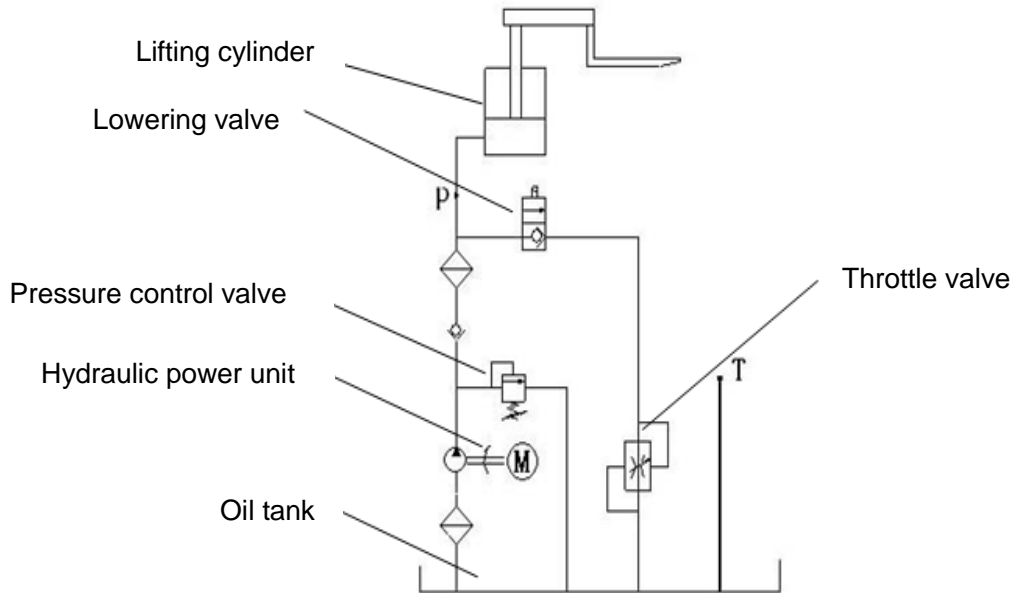 Lifting cylinder
Lowering valve
P
Pressure control valve
Throttle valve
Hydraulic power unit
T
M
Oil tank